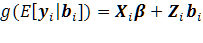 g(E[𝐲ᵢ|𝐛ᵢ]) = 𝑿ᵢ𝜷 + 𝒁ᵢ𝒃ᵢ